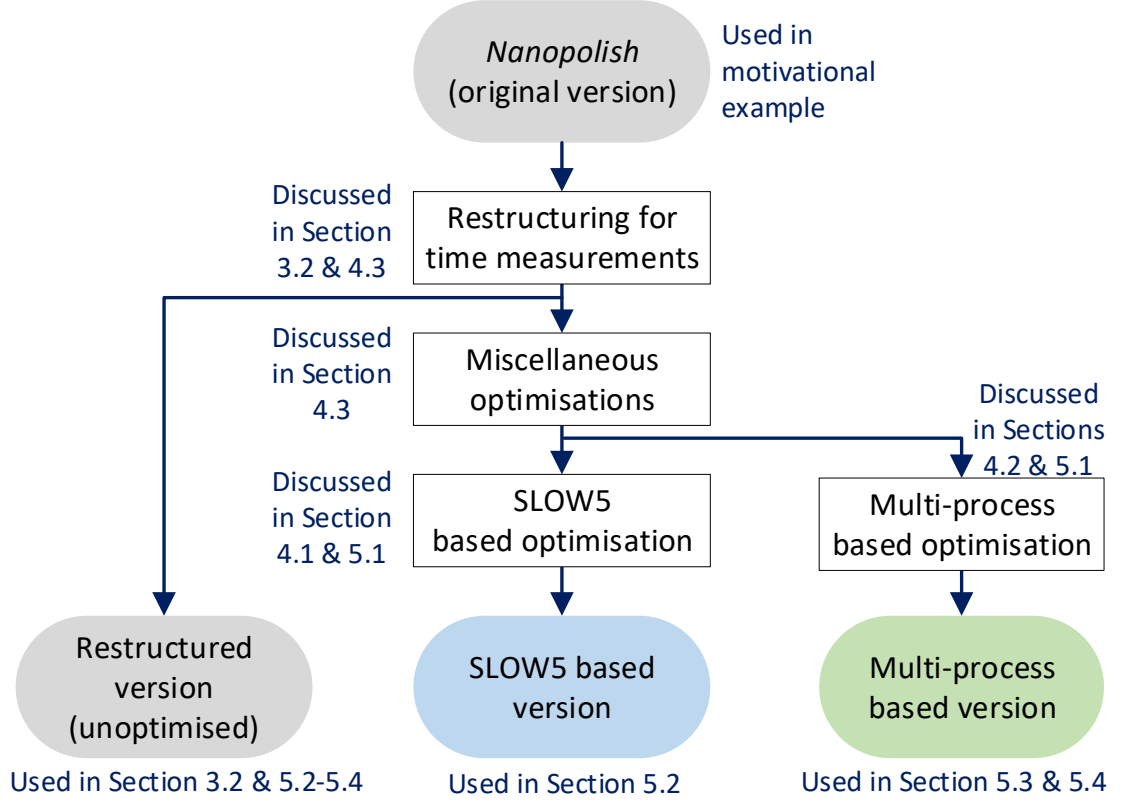 Nanopolish
(original version)
Used in
motivational
example
Discussed
in Section
3.2 & 4.3
Restructuring for
time measurements
Discussed
in Section
4.3
Miscellaneous
optimisations
Discussed
in Sections
4.2 & 5.1
Discussed
in Section
4.1 & 5.1
SLOW5
based optimisation
Multi-process
based optimisation
Restructured
version
(unoptimised)
SLOW5 based
version
Multi-process
based version
Used in Section 3.2 & 5.2-5.4
Used in Section 5.2
Used in Section 5.3 & 5.4